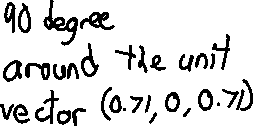 90 degree
around the unit
vector (0.71, 0, 0.71)